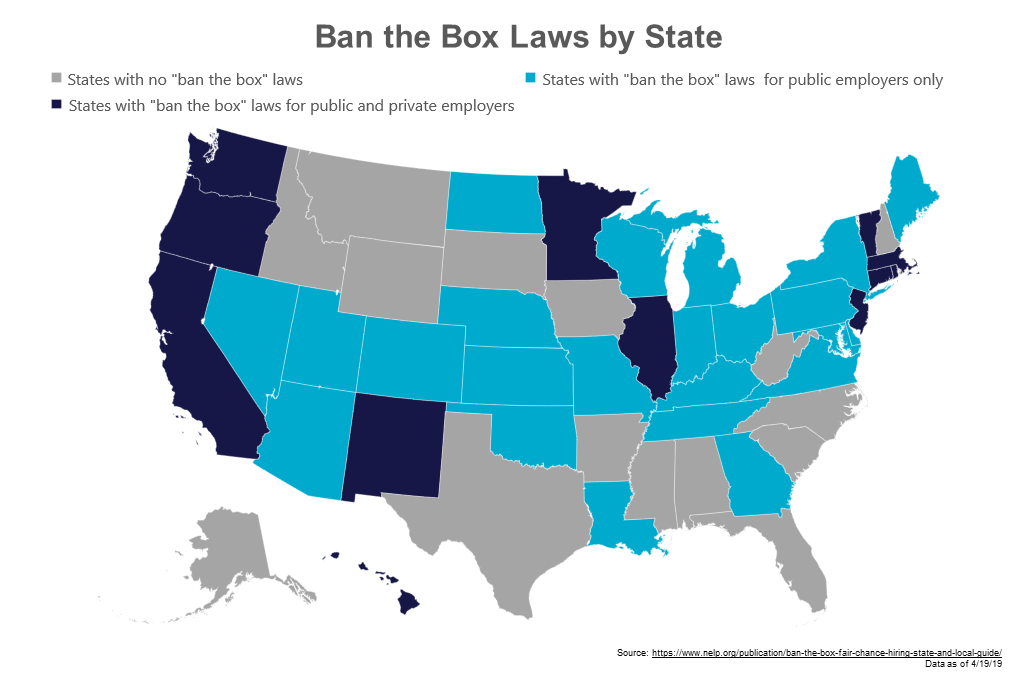 Ban the Box Laws by State
States with no "ban the box" laws
States with "ban the box" laws  for public employers only
States with "ban the box" laws for public and private employers
Source: https://www.nelp.org/publication/ban-the-box-fair-chance-hiring-state-and-local-guide/
Data as of 4/19/19